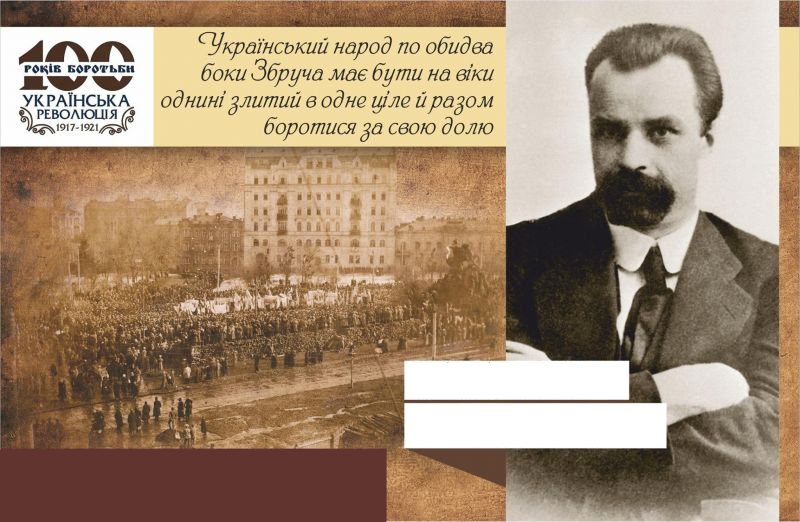 100
РОКІВ БОРОТЬБИ
УКРАЇНСЬКА
РЕВОЛЮЦІЯ
1917-1921
Український народ по обидва
боки Збруча має бути на віки
однині злитий в одне ціле й разом
боротися за свою долю